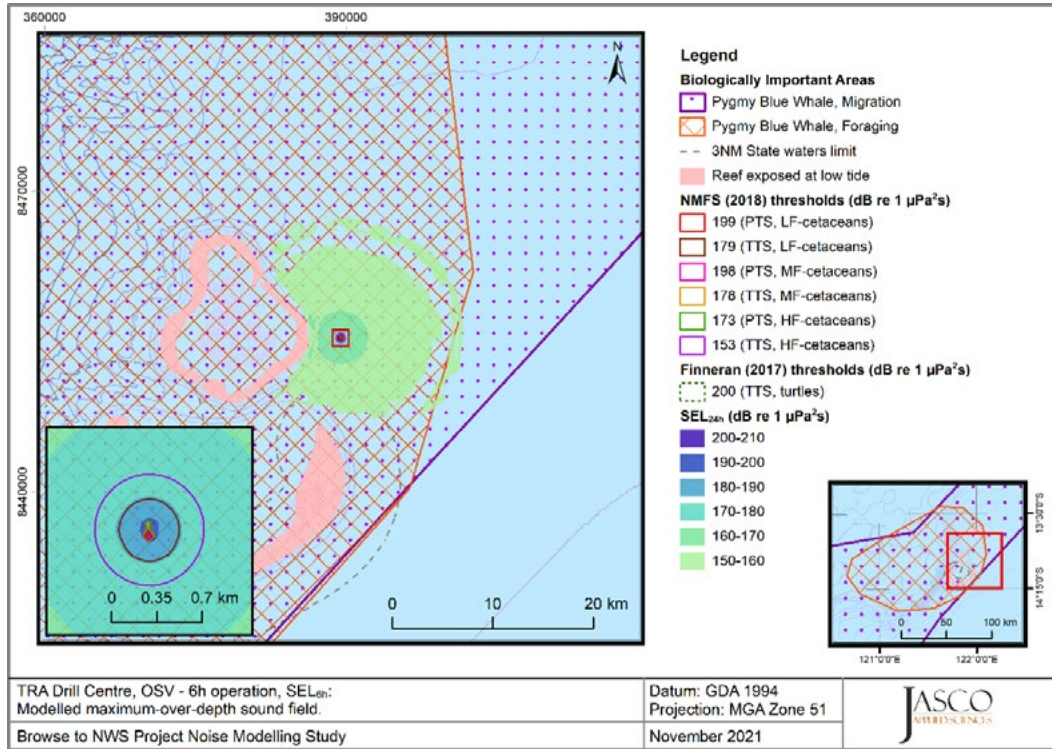 360000
390000
8470000
8440000
N
0
0.35
0.7 km
0
10
20 km
Legend
Biologically Important Areas
Pygmy Blue Whale, Migration
Pygmy Blue Whale, Foraging
3NM State waters limit
Reef exposed at low tide
NMFS (2018) thresholds (dB re 1 µPa²s)
199 (PTS, LF-cetaceans)
179 (TTS, LF-cetaceans)
198 (PTS, MF-cetaceans)
178 (TTS, MF-cetaceans)
173 (PTS, HF-cetaceans)
153 (TTS, HF-cetaceans)
Finneran (2017) thresholds (dB re 1 µPa²s)
200 (TTS, turtles)
SEL₂₄ₕ (dB re 1 µPa²s)
200-210
190-200
180-190
170-180
160-170
150-160
13°30'0"S
14°15'0"S
0
50
100 km
121°0'0"E
122°0'0"E
TRA Drill Centre, OSV - 6h operation, SEL₆ₕ:
Modelled maximum-over-depth sound field.
Browse to NWS Project Noise Modelling Study
Datum: GDA 1994
Projection: MGA Zone 51
November 2021
JASCO
APPLIED SCIENCES